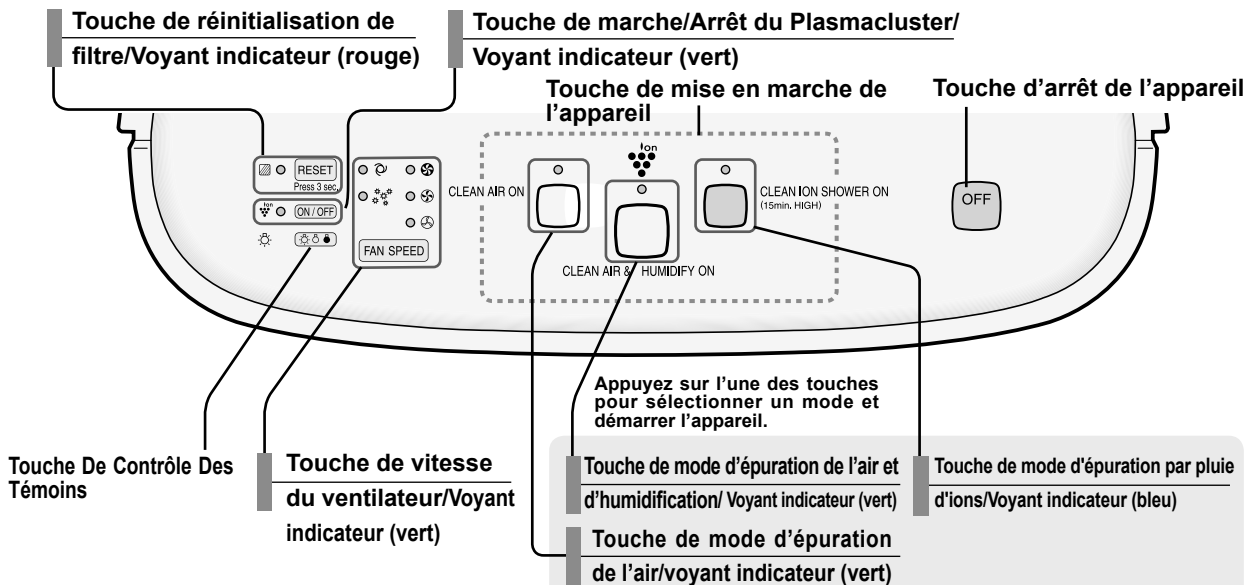 Touche de réinitialisation de
filtre/Voyant indicateur (rouge)
Touche de marche/Arrêt du Plasmacluster/
Voyant indicateur (vert)
Touche de mise en marche de
l'appareil
Touche d'arrêt de l'appareil
RESET
Press 3 sec.
Ion
ON / OFF
FAN SPEED
CLEAN AIR ON
Ion
CLEAN AIR & HUMIDIFY ON
CLEAN ION SHOWER ON
(15min. HIGH)
OFF
Appuyez sur l'une des touches
pour sélectionner un mode et
démarrer l'appareil.
Touche De Contrôle Des
Témoins
Touche de vitesse
du ventilateur/Voyant
indicateur (vert)
Touche de mode d'épuration de l'air et
d'humidification/ Voyant indicateur (vert)
Touche de mode d'épuration par pluie
d'ions/Voyant indicateur (bleu)
Touche de mode d'épuration
de l'air/voyant indicateur (vert)